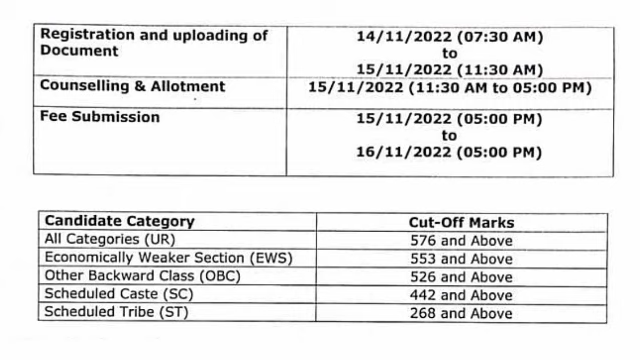 Registration and uploading of Document
14/11/2022 (07:30 AM)
to
15/11/2022 (11:30 AM)
Counselling & Allotment
15/11/2022 (11:30 AM to 05:00 PM)
Fee Submission
15/11/2022 (05:00 PM)
to
16/11/2022 (05:00 PM)
Candidate Category
Cut-Off Marks
All Categories (UR)
576 and Above
Economically Weaker Section (EWS)
553 and Above
Other Backward Class (OBC)
526 and Above
Scheduled Caste (SC)
442 and Above
Scheduled Tribe (ST)
268 and Above